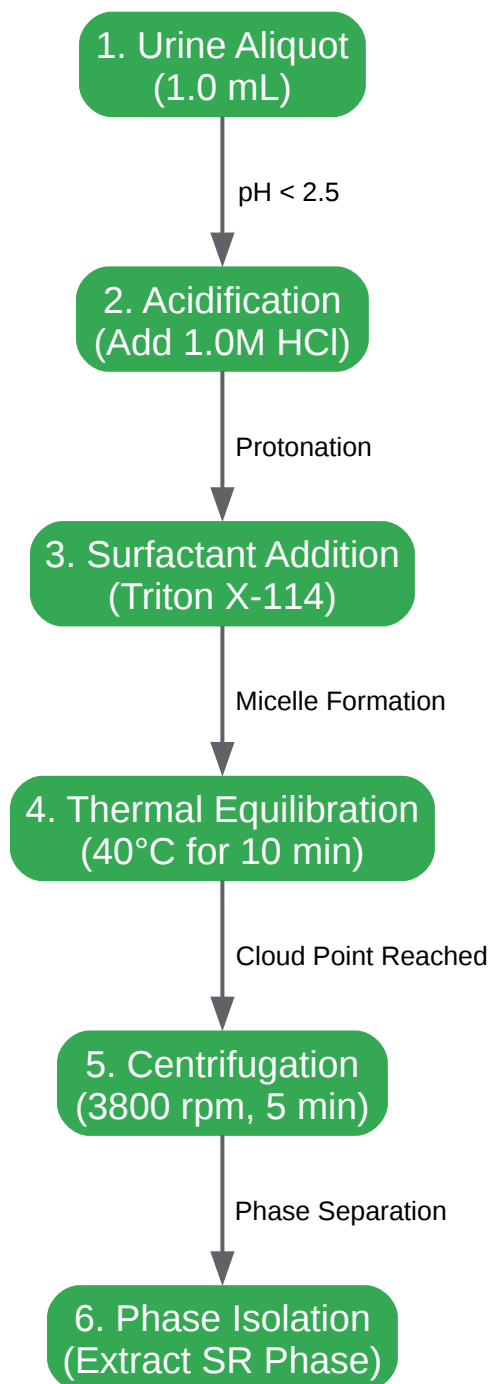 1. Urine Aliquot
(1.0 mL)
pH < 2.5
2. Acidification
(Add 1.0M HCl)
Protonation
3. Surfactant Addition
(Triton X-114)
Micelle Formation
4. Thermal Equilibration
(40°C for 10 min)
Cloud Point Reached
5. Centrifugation
(3800 rpm, 5 min)
Phase Separation
6. Phase Isolation
(Extract SR Phase)